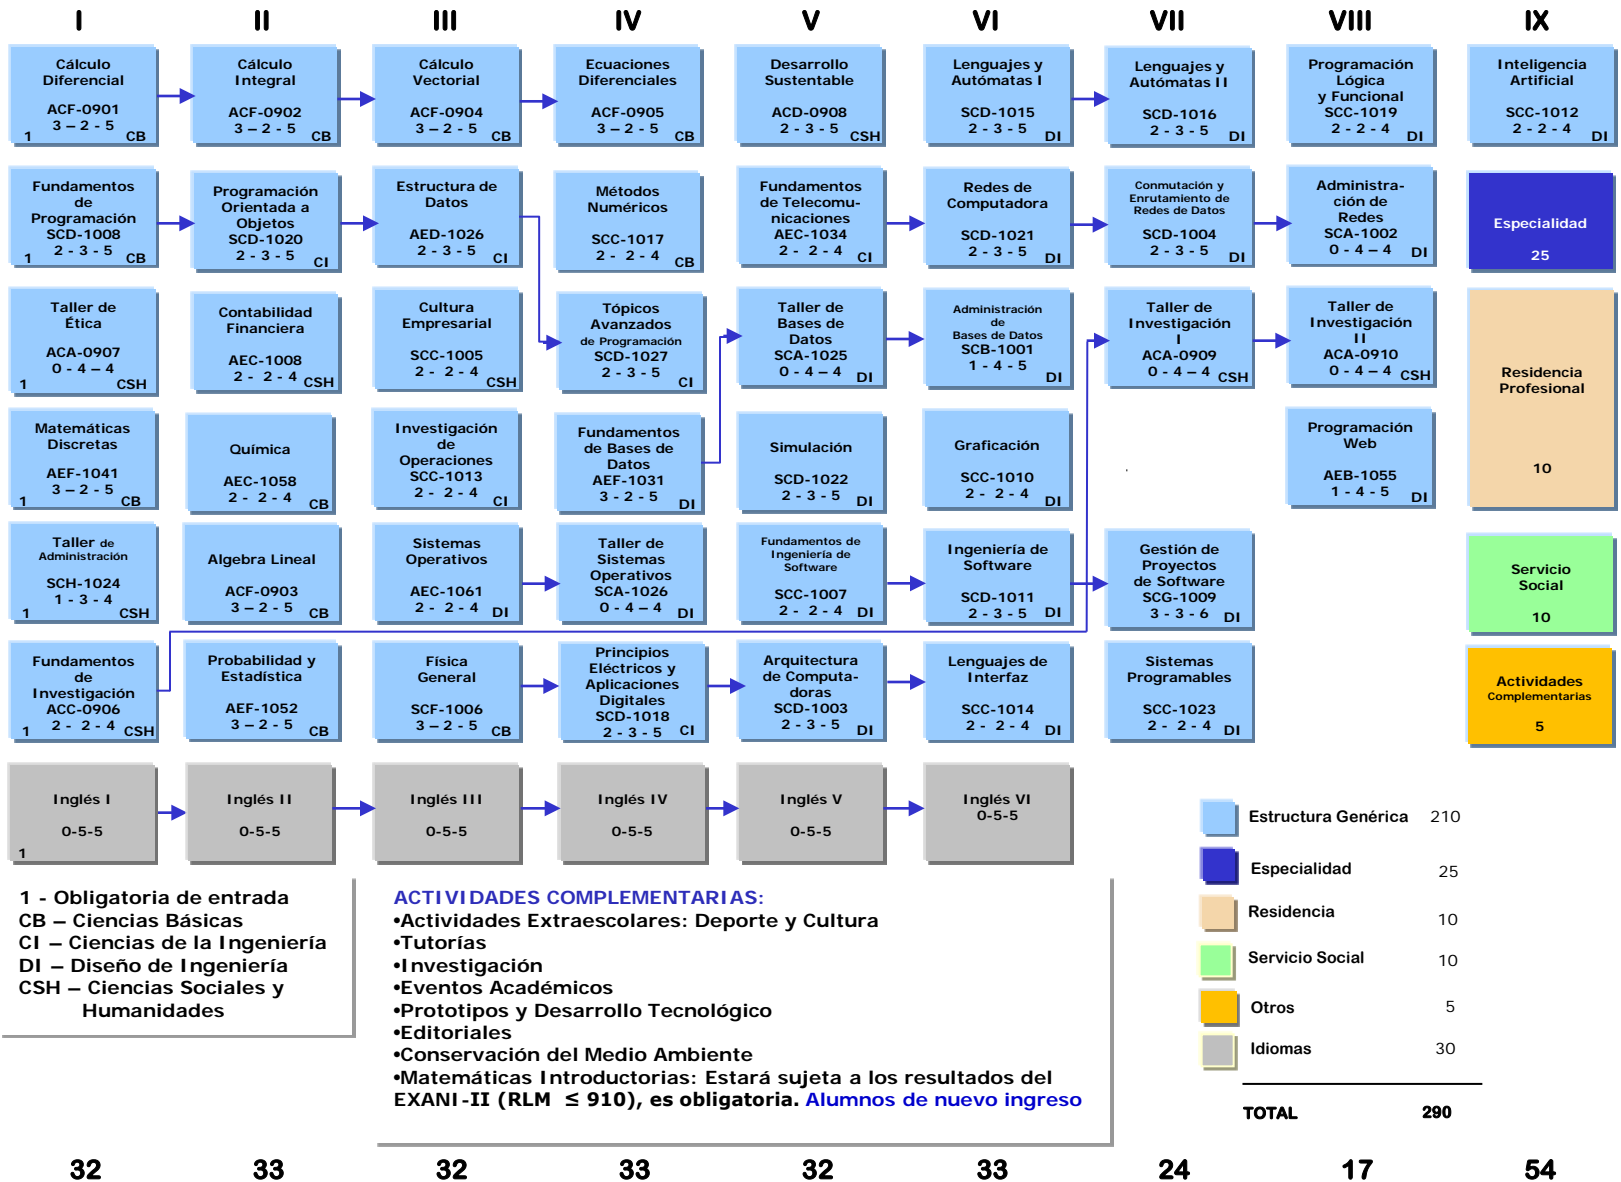 I
II
III
IV
V
VI
VII
VIII
IX
Cálculo
Diferencial
ACF-0901
3 – 2 - 5
1
CB
Cálculo
Integral
ACF-0902
3 – 2 - 5
CB
Cálculo
Vectorial
ACF-0904
3 – 2 - 5
CB
Ecuaciones
Diferenciales
ACF-0905
3 – 2 - 5
CB
Desarrollo
Sustentable
ACD-0908
2 - 3 - 5
CSH
Lenguajes y
Autómatas I
SCD-1015
2 - 3 - 5
DI
Lenguajes y
Autómatas II
SCD-1016
2 - 3 - 5
DI
Programación
Lógica
y Funcional
SCC-1019
2 - 2 - 4
DI
Inteligencia
Artificial
SCC-1012
2 - 2 - 4
DI
Fundamentos
de
Programación
SCD-1008
2 - 3 - 5
1
CB
Programación
Orientada a
Objetos
SCD-1020
2 - 3 - 5
CI
Estructura de
Datos
AED-1026
2 - 3 - 5
CI
Métodos
Numéricos
SCC-1017
2 - 2 - 4
CB
Fundamentos
de Telecomu-
nicaciones
AEC-1034
2 - 2 - 4
CI
Redes de
Computadora
SCD-1021
2 - 3 - 5
DI
Conmutación y
Enrutamiento de
Redes de Datos
SCD-1004
2 - 3 - 5
DI
Administra-
ción de
Redes
SCA-1002
0 - 4 – 4
DI
Especialidad
25
Taller de
Ética
ACA-0907
0 - 4 – 4
1
CSH
Contabilidad
Financiera
AEC-1008
2 - 2 - 4
CSH
Cultura
Empresarial
SCC-1005
2 - 2 - 4
CSH
Tópicos
Avanzados
de Programación
SCD-1027
2 - 3 - 5
CI
Taller de
Bases de
Datos
SCA-1025
0 - 4 – 4
DI
Administración
de
Bases de Datos
SCB-1001
1 - 4 - 5
DI
Taller de
Investigación
I
ACA-0909
0 - 4 – 4
CSH
Taller de
Investigación
II
ACA-0910
0 - 4 – 4
CSH
Residencia
Profesional
10
Matemáticas
Discretas
AEF-1041
3 – 2 - 5
1
CB
Química
AEC-1058
2 - 2 - 4
CB
Investigación
de
Operaciones
SCC-1013
2 - 2 - 4
CI
Fundamentos
de Bases de
Datos
AEF-1031
3 - 2 - 5
DI
Simulación
SCD-1022
2 - 3 - 5
DI
Graficación
SCC-1010
2 - 2 - 4
DI
Programación
Web
AEB-1055
1 - 4 - 5
DI
Taller de
Administración
SCH-1024
1 - 3 - 4
1
CSH
Algebra Lineal
ACF-0903
3 – 2 - 5
CB
Sistemas
Operativos
AEC-1061
2 - 2 - 4
DI
Taller de
Sistemas
Operativos
SCA-1026
0 - 4 – 4
DI
Fundamentos de
Ingeniería de
Software
SCC-1007
2 - 2 - 4
DI
Ingeniería de
Software
SCD-1011
2 - 3 - 5
DI
Gestión de
Proyectos
de Software
SCG-1009
3 - 3 - 6
DI
Servicio
Social
10
Fundamentos
de
Investigación
ACC-0906
2 - 2 - 4
1
CSH
Probabilidad y
Estadística
AEF-1052
3 – 2 - 5
CB
Física
General
SCF-1006
3 – 2 - 5
CB
Principios
Eléctricos y
Aplicaciones
Digitales
SCD-1018
2 - 3 - 5
CI
Arquitectura
de Computa-
doras
SCD-1003
2 - 3 - 5
DI
Lenguajes de
Interfaz
SCC-1014
2 - 2 - 4
DI
Sistemas
Programables
SCC-1023
2 - 2 - 4
DI
Actividades
Complementarias
5
Inglés I
0-5-5
1
Inglés II
0-5-5
Inglés III
0-5-5
Inglés IV
0-5-5
Inglés V
0-5-5
Inglés VI
0-5-5
Estructura Genérica 210
Especialidad 25
Residencia 10
Servicio Social 10
Otros 5
Idiomas 30
TOTAL 290
1 - Obligatoria de entrada
CB – Ciencias Básicas
CI – Ciencias de la Ingeniería
DI – Diseño de Ingeniería
CSH – Ciencias Sociales y
Humanidades
ACTIVIDADES COMPLEMENTARIAS:
•Actividades Extraescolares: Deporte y Cultura
•Tutorías
•Investigación
•Eventos Académicos
•Prototipos y Desarrollo Tecnológico
•Editoriales
•Conservación del Medio Ambiente
•Matemáticas Introductorias: Estará sujeta a los resultados del
EXANI-II (RLM ≤ 910), es obligatoria. Alumnos de nuevo ingreso
32
33
32
33
32
33
24
17
54